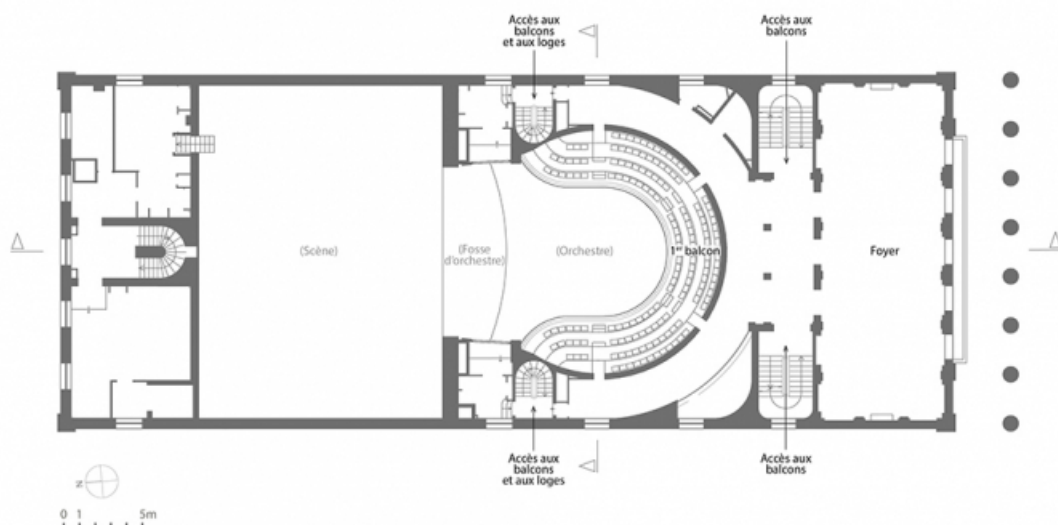 Accès aux
balcons
et aux loges
Accès aux
balcons
(Scène)
(Fosse
d'orchestre)
(Orchestre)
1er balcon
Foyer
Accès aux
balcons
et aux loges
Accès aux
balcons
N
0 1 5m